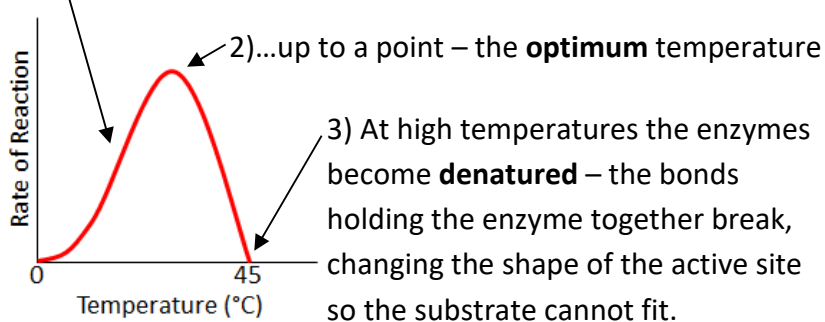 2)...up to a point – the optimum temperature
3) At high temperatures the enzymes
become denatured – the bonds
holding the enzyme together break,
changing the shape of the active site
so the substrate cannot fit.
Rate of Reaction
0
45
Temperature (°C)